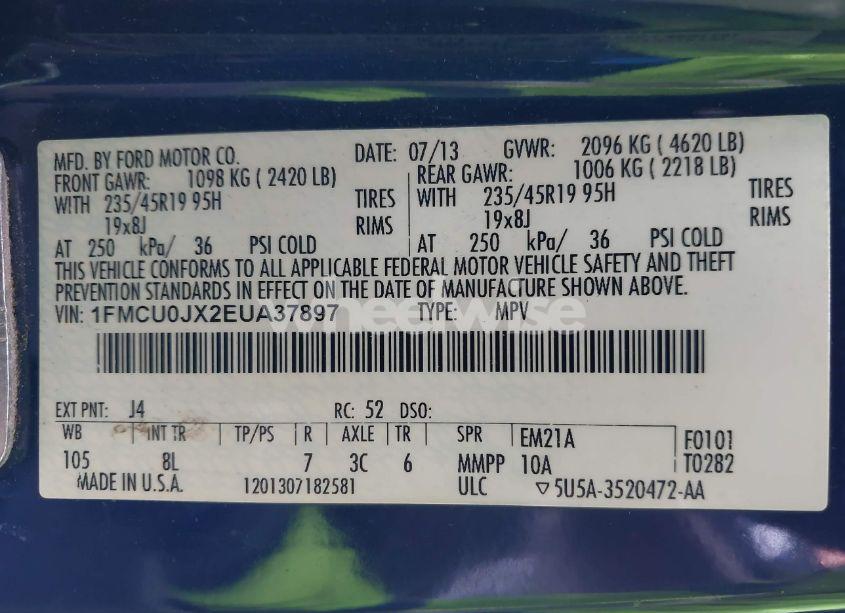 MFD. BY FORD MOTOR CO. DATE: 07/13 GVWR: 2096 KG ( 4620 LB)
FRONT GAWR: 1098 KG ( 2420 LB) REAR GAWR: 1006 KG ( 2218 LB)
WITH 235/45R19 95H TIRES WITH 235/45R19 95H TIRES
19x8J RIMS 19x8J RIMS
AT 250 kPa/ 36 PSI COLD AT 250 kPa/ 36 PSI COLD
THIS VEHICLE CONFORMS TO ALL APPLICABLE FEDERAL MOTOR VEHICLE SAFETY AND THEFT
PREVENTION STANDARDS IN EFFECT ON THE DATE OF MANUFACTURE SHOWN ABOVE.
VIN: 1FMCU0JX2EUA37897 TYPE: MPV
wheelwise
EXT PNT: J4 RC: 52 DSO:
WB INT TR TP/PS R AXLE TR SPR EM21A F0101
105 8L 7 3C 6 MMPP 10A T0282
MADE IN U.S.A. 1201307182581 ULC ▽5U5A-3520472-AA